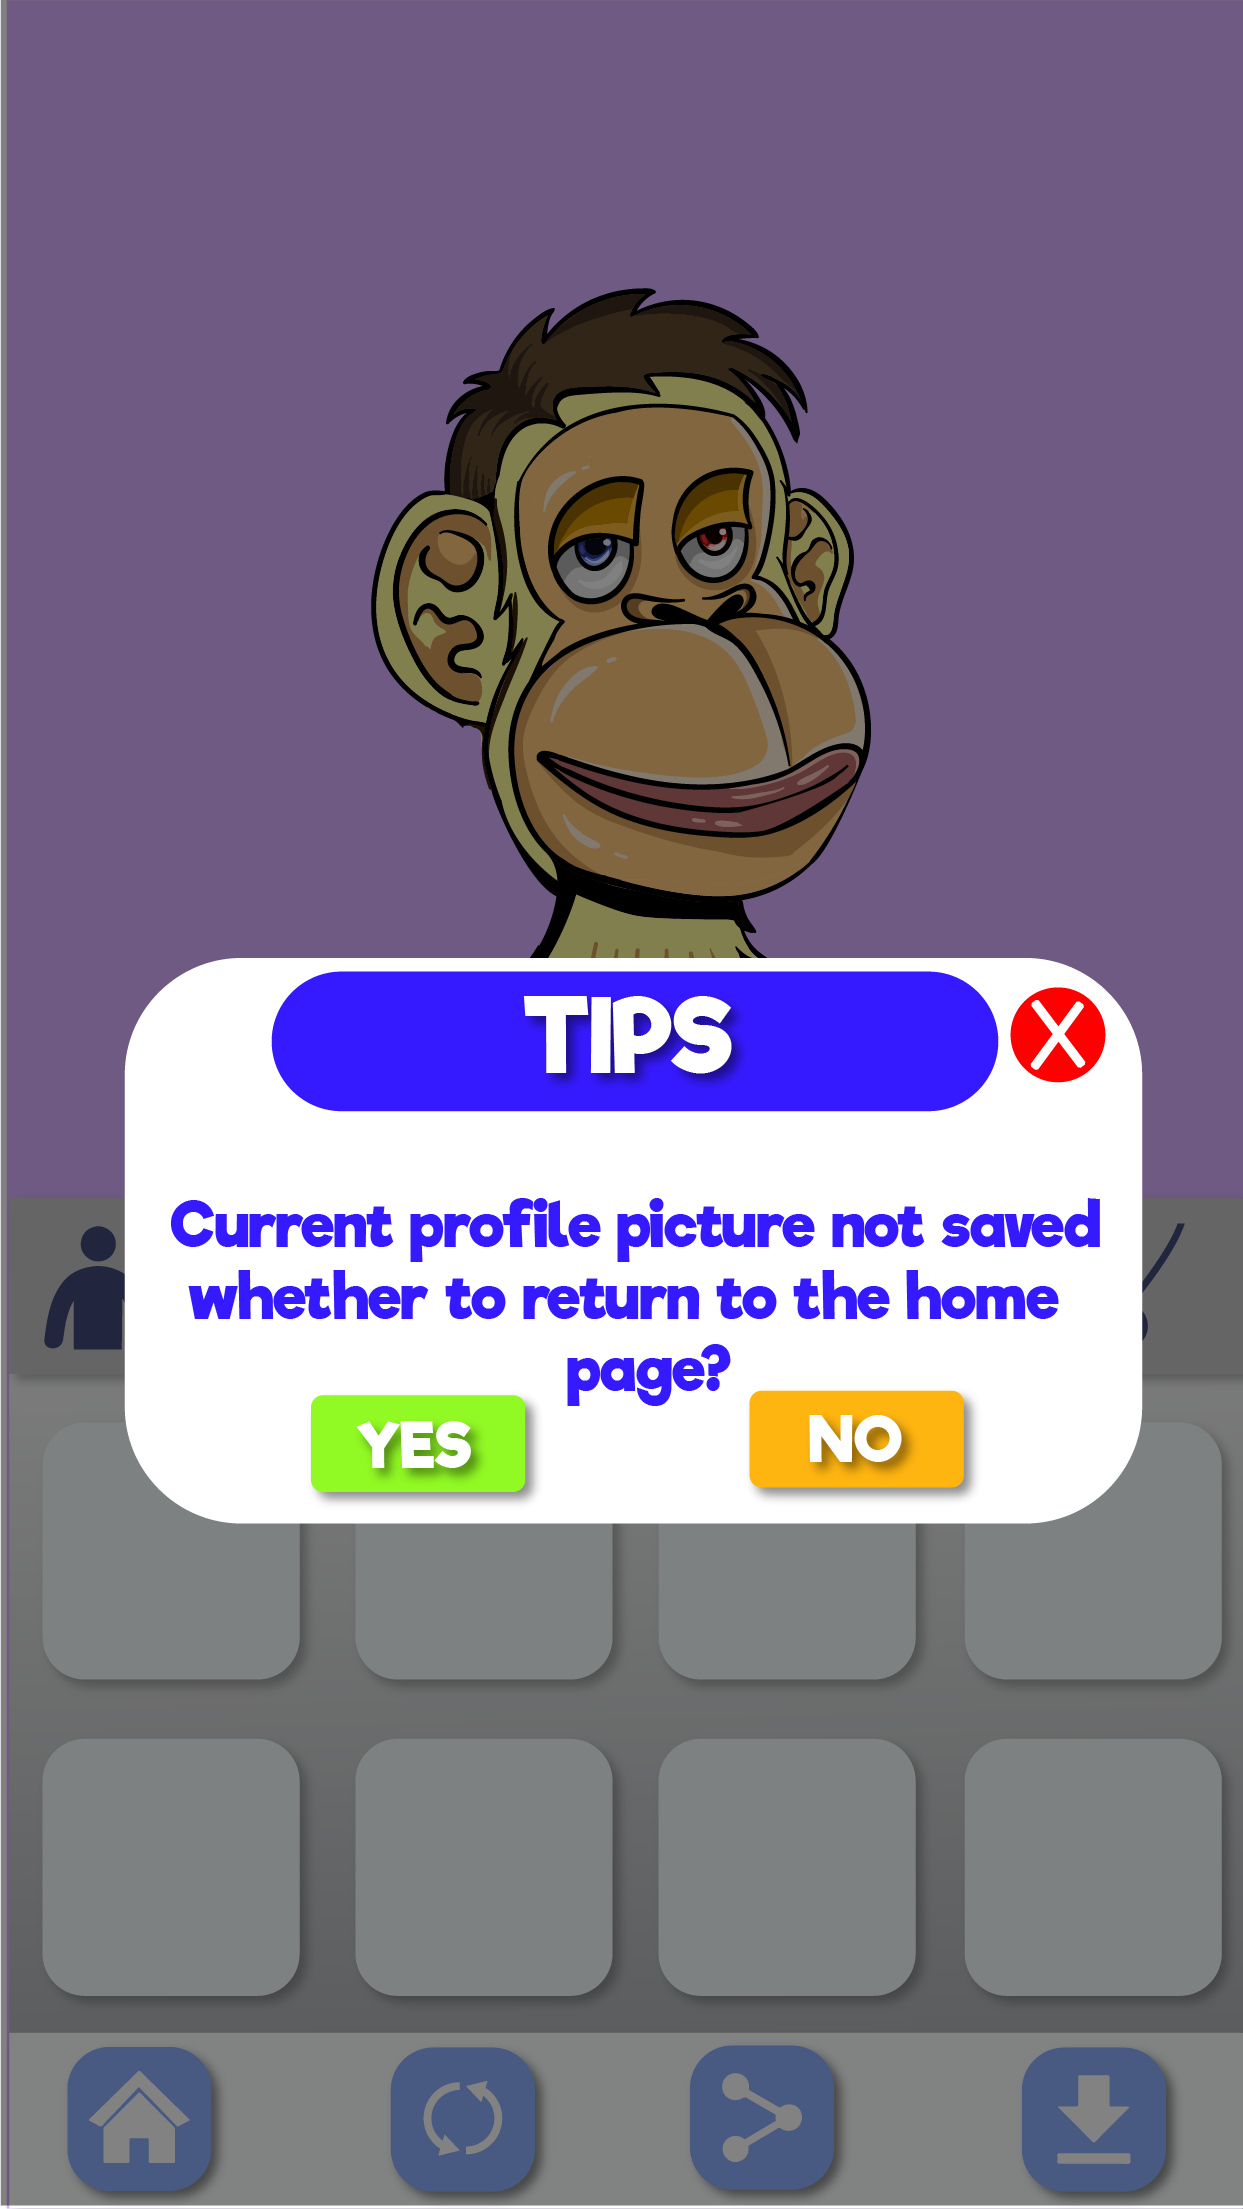 TIPS
X
Current profile picture not saved
whether to return to the home
page?
YES
NO